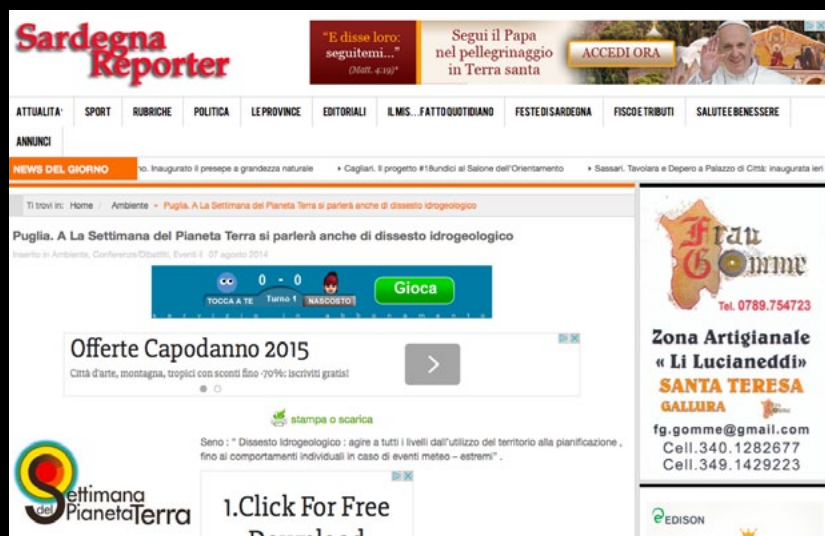 Sardegna
Reporter
"E disse loro:
seguitemi..."
(Matt. 4:19)*
Segui il Papa
nel pellegrinaggio
in Terra santa
ACCEDI ORA
ATTUALITA' SPORT RUBRICHE POLITICA LE PROVINCE EDITORIALI IL MIS...FATTO QUOTIDIANO FESTE DI SARDEGNA FISCO E TRIBUTI SALUTE E BENESSERE
ANNUNCI
NEWS DEL GIORNO no. Inaugurato il presepe a grandezza naturale Cagliari. Il progetto #18undici al Salone dell'Orientamento Sassari. Tavolara e Depero a Palazzo di Città: inaugurata ieri
Ti trovi in: Home / Ambiente Puglia. A La Settimana del Pianeta Terra si parlerà anche di dissesto idrogeologico
Puglia. A La Settimana del Pianeta Terra si parlerà anche di dissesto idrogeologico
Inserito in Ambiente, Conferenze/Dibattiti, Eventi il 07 agosto 2014
0 - 0
TOCCA A TE Turno 1 NASCOSTO
Gioca
servizio in abbonamento
Offerte Capodanno 2015
Città d'arte, montagna, tropici con sconti fino -70%: iscriviti gratis!
stampa o scarica
Seno : " Dissesto Idrogeologico : agire a tutti i livelli dall'utilizzo del territorio alla pianificazione ,
fino ai comportamenti individuali in caso di eventi meteo – estremi" .
Settimana
del PianetaTerra
1.Click For Free
Download
Frau
Gomme
Tel. 0789.754723
Zona Artigianale
« Li Lucianeddi»
SANTA TERESA
GALLURA
fg.gomme@gmail.com
Cell.340.1282677
Cell.349.1429223
EDISON